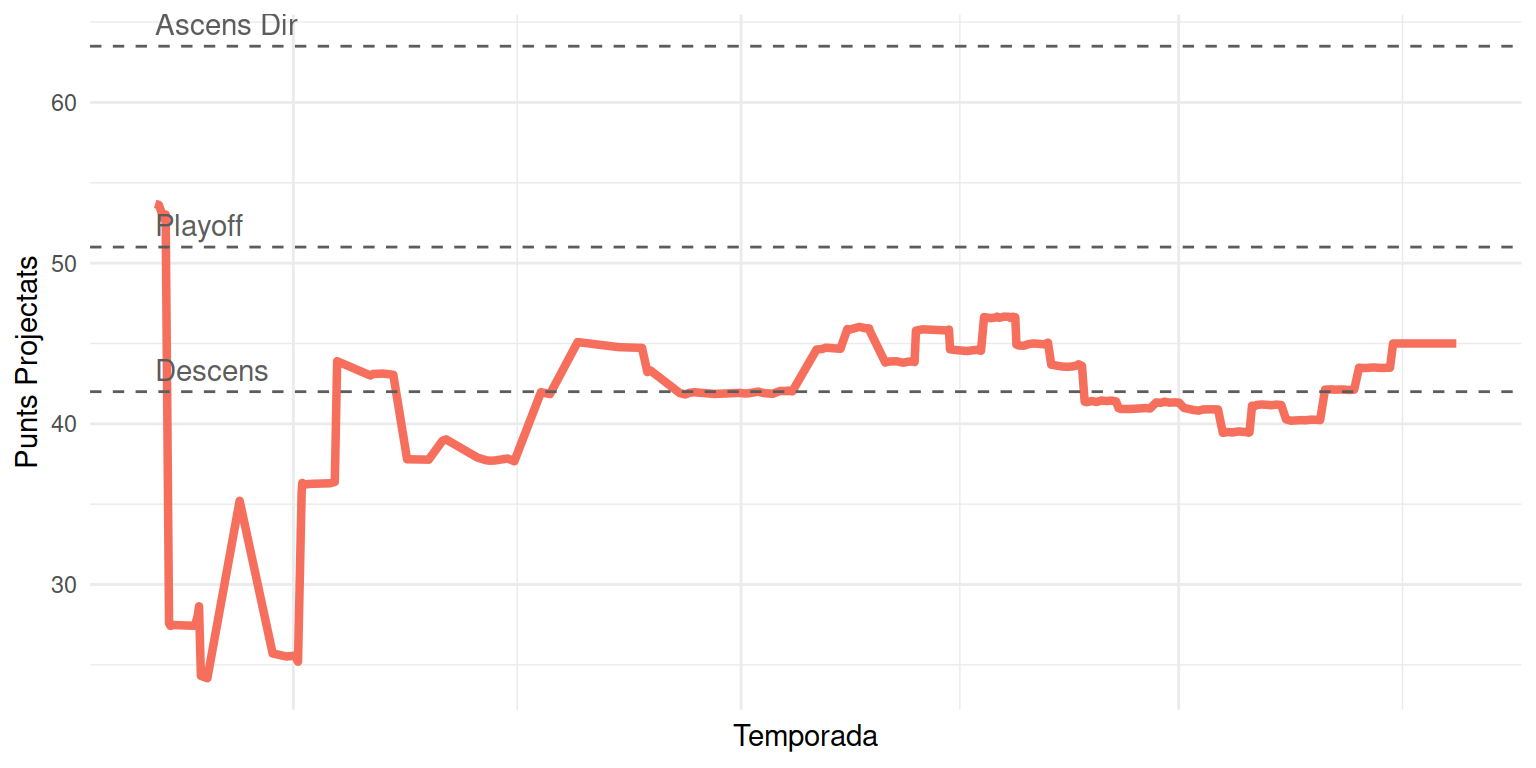 Ascens Dir
60
Playoff
50
Descens
40
30
Punts Projectats
Temporada